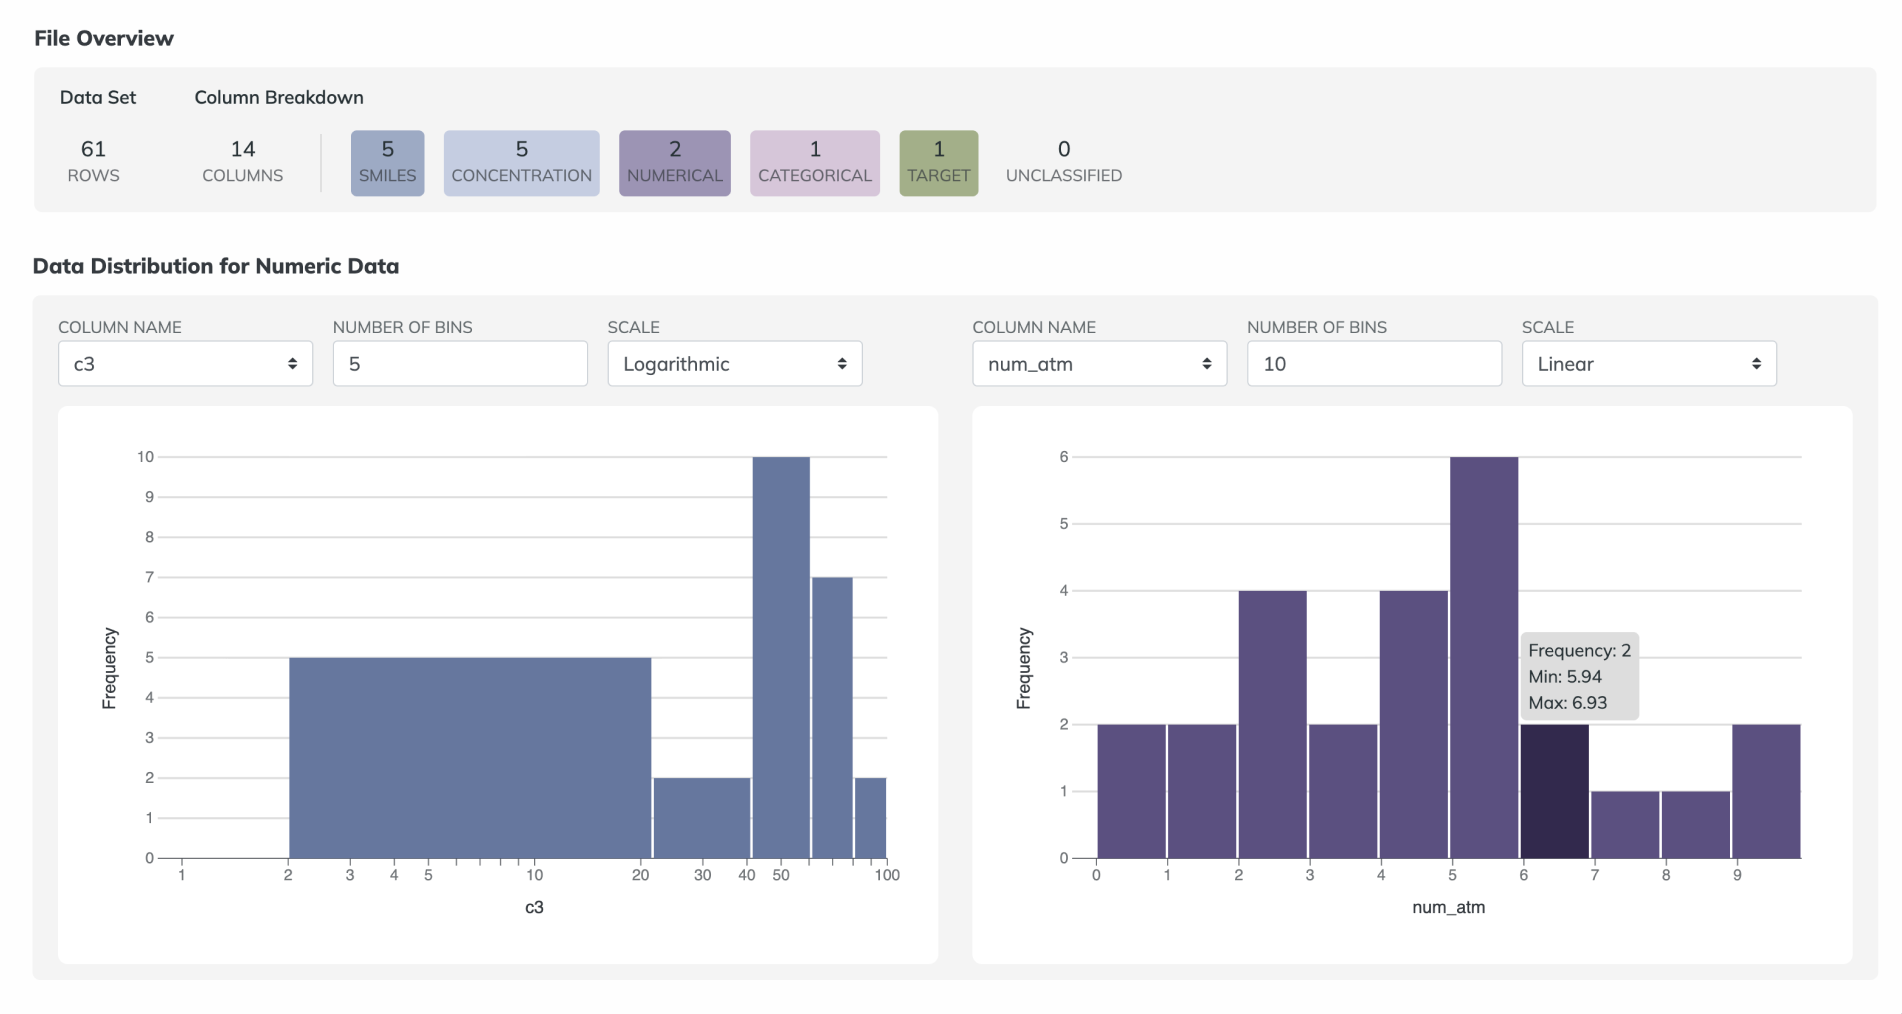 File Overview
Data Set
Column Breakdown
61
ROWS
14
COLUMNS
5
SMILES
5
CONCENTRATION
2
NUMERICAL
1
CATEGORICAL
1
TARGET
0
UNCLASSIFIED
Data Distribution for Numeric Data
COLUMN NAME
c3
NUMBER OF BINS
5
SCALE
Logarithmic
10
9
8
7
6
5
4
3
2
1
0
Frequency
1 2 3 4 5 10 20 30 40 50 100
c3
COLUMN NAME
num_atm
NUMBER OF BINS
10
SCALE
Linear
6
5
4
3
2
1
0
Frequency
Frequency: 2
Min: 5.94
Max: 6.93
0 1 2 3 4 5 6 7 8 9
num_atm